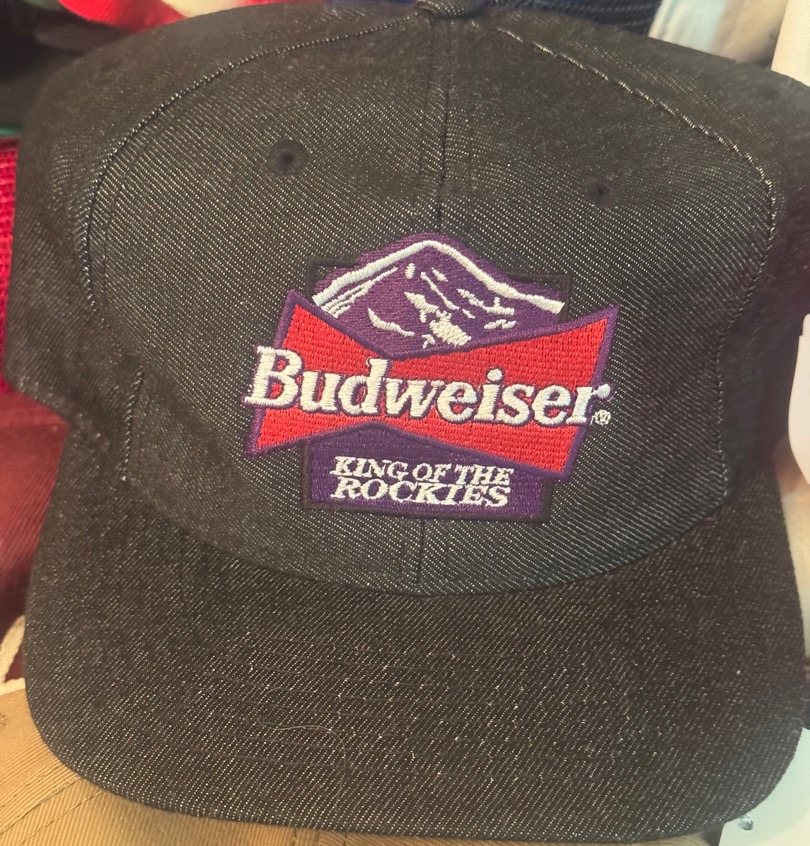 Budweiser®
KING OF THE
ROCKIES